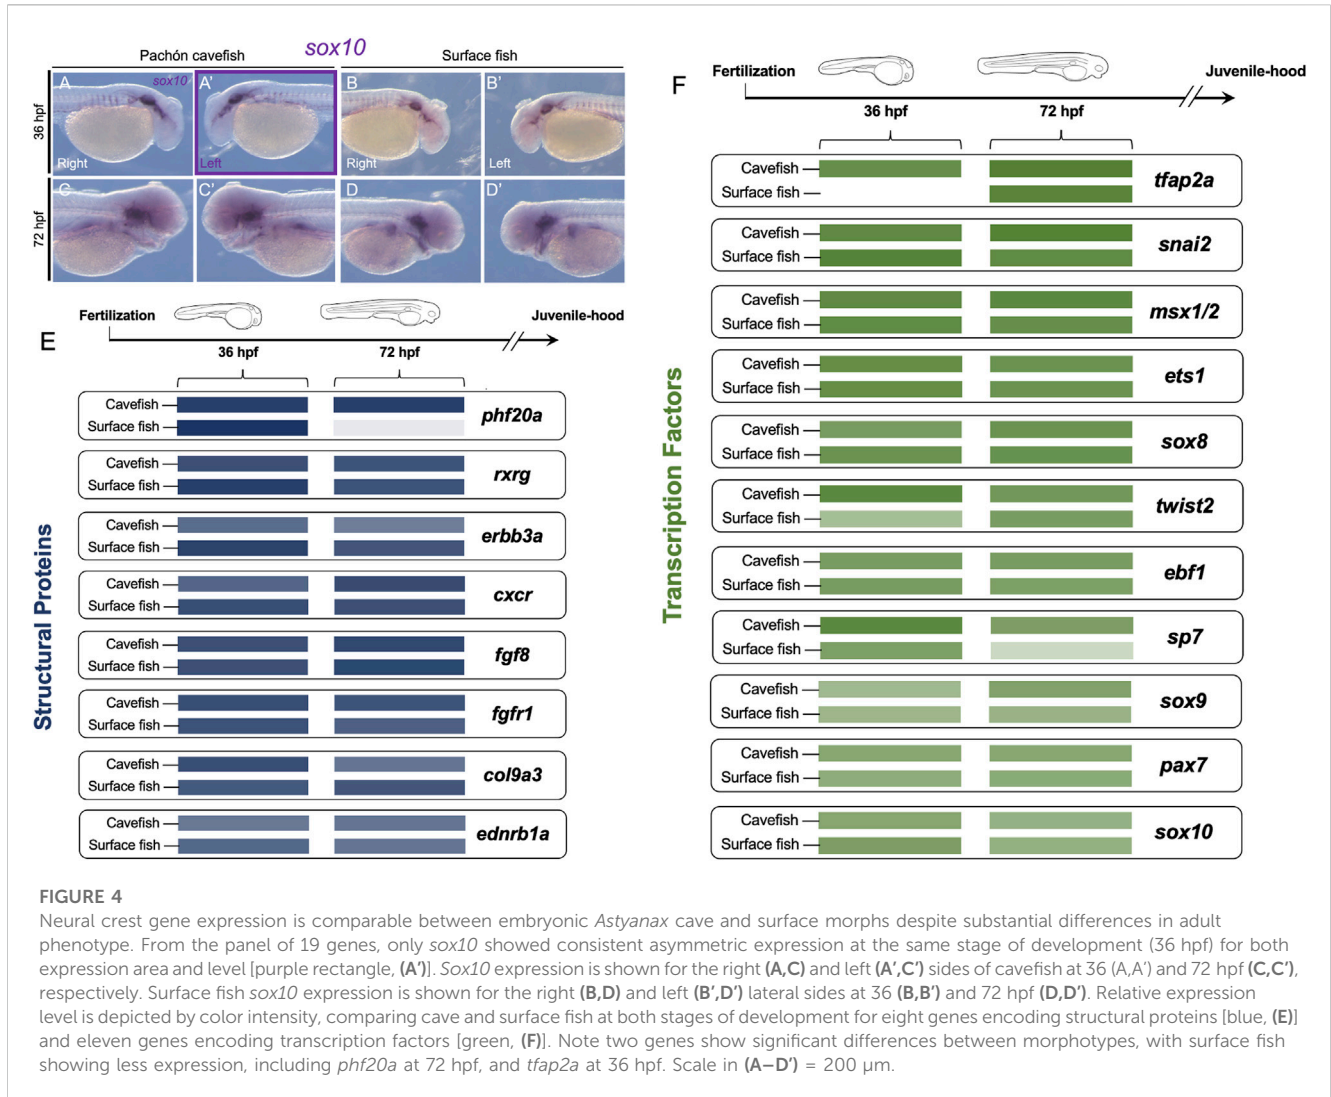 sox10
Pachón cavefish
Surface fish
36 hpf
72 hpf
A
sox10
A'
B
B'
Right
Left
Right
Left
C
C'
D
D'
E
Fertilization
Juvenile-hood
36 hpf
72 hpf
Structural Proteins
Cavefish
Surface fish
phf20a
Cavefish
Surface fish
rxrg
Cavefish
Surface fish
erbb3a
Cavefish
Surface fish
cxcr
Cavefish
Surface fish
fgf8
Cavefish
Surface fish
fgfr1
Cavefish
Surface fish
col9a3
Cavefish
Surface fish
ednrb1a
F
Fertilization
Juvenile-hood
36 hpf
72 hpf
Transcription Factors
Cavefish
Surface fish
tfap2a
Cavefish
Surface fish
snai2
Cavefish
Surface fish
msx1/2
Cavefish
Surface fish
ets1
Cavefish
Surface fish
sox8
Cavefish
Surface fish
twist2
Cavefish
Surface fish
ebf1
Cavefish
Surface fish
sp7
Cavefish
Surface fish
sox9
Cavefish
Surface fish
pax7
Cavefish
Surface fish
sox10
FIGURE 4
Neural crest gene expression is comparable between embryonic Astyanax cave and surface morphs despite substantial differences in adult
phenotype. From the panel of 19 genes, only sox10 showed consistent asymmetric expression at the same stage of development (36 hpf) for both
expression area and level [purple rectangle, (A′)]. Sox10 expression is shown for the right (A,C) and left (A′,C′) sides of cavefish at 36 (A,A′) and 72 hpf (C,C′),
respectively. Surface fish sox10 expression is shown for the right (B,D) and left (B′,D′) lateral sides at 36 (B,B′) and 72 hpf (D,D′). Relative expression
level is depicted by color intensity, comparing cave and surface fish at both stages of development for eight genes encoding structural proteins [blue, (E)]
and eleven genes encoding transcription factors [green, (F)]. Note two genes show significant differences between morphotypes, with surface fish
showing less expression, including phf20a at 72 hpf, and tfap2a at 36 hpf. Scale in (A–D′) = 200 µm.